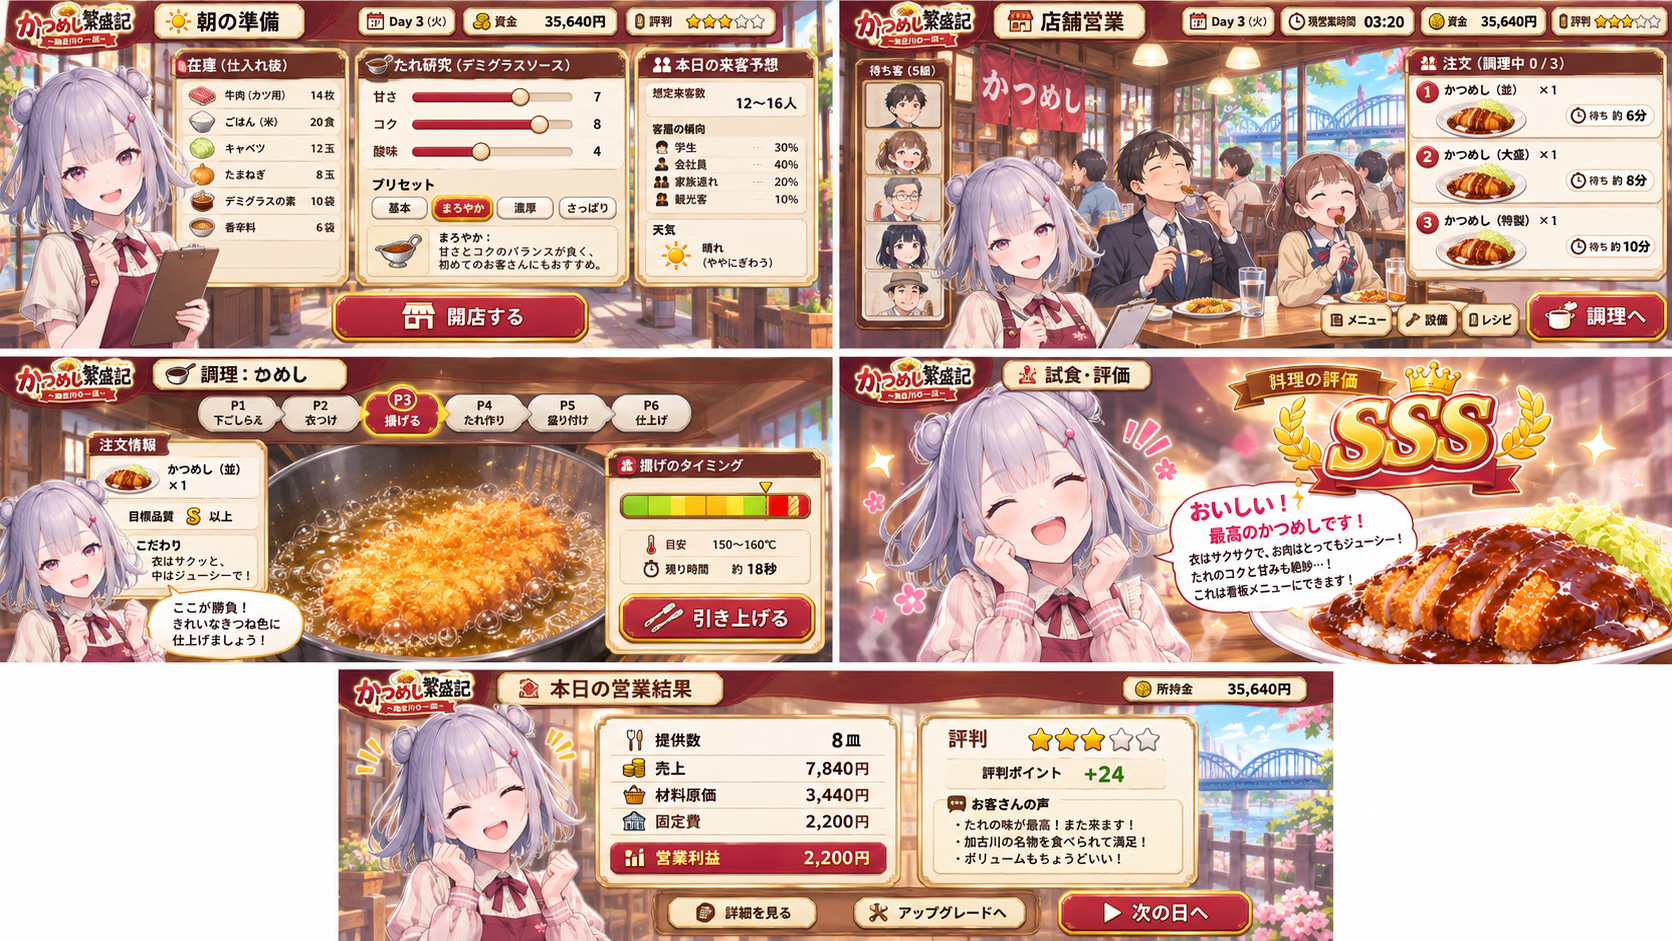 かつめし繁盛記
朝の準備
Day 3 (火)
資金 35,640円
評判
在庫（仕入れ後）
牛肉 (カツ用) 14枚
ごはん (米) 20食
キャベツ 12玉
たまねぎ 8玉
デミグラスの素 10袋
香辛料 6袋
たれ研究 (デミグラスソース)
甘さ 7
コク 8
酸味 4
プリセット
基本
まろやか
濃厚
さっぱり
まろやか：
甘さとコクのバランスが良く、
初めてのお客さんにもおすすめ。
本日の来客予想
想定来客数
12〜16人
客層の傾向
学生 30%
会社員 40%
家族連れ 20%
観光客 10%
天気
晴れ
(ややにぎわう)
開店する
かつめし繁盛記
店舗営業
Day 3 (火)
現営業時間 03:20
資金 35,640円
評判
待ち客 (5組)
かつめし
注文 (調理中 0 / 3)
1 かつめし (並) ×1
待ち 約 6分
2 かつめし (大盛) ×1
待ち 約 8分
3 かつめし (特製) ×1
待ち 約 10分
メニュー
設備
レシピ
調理へ
かつめし繁盛記
調理：かつめし
P1
下ごしらえ
P2
衣つけ
P3
揚げる
P4
たれ作り
P5
盛り付け
P6
仕上げ
注文情報
かつめし (並)
×1
目標品質 S 以上
こだわり
衣はサクッと、
中はジューシーで！
ここが勝負！
きれいなきつね色に
仕上げましょう！
揚げのタイミング
目安 150〜160℃
残り時間 約 18秒
引き上げる
かつめし繁盛記
試食・評価
料理の評価
SSS
おいしい！
最高のかつめしです！
衣はサクサクで、お肉はとってもジューシー！
たれのコクと甘みも絶妙…！
これは看板メニューにできます！
かつめし繁盛記
本日の営業結果
所持金 35,640円
提供数 8皿
売上 7,840円
材料原価 3,440円
固定費 2,200円
営業利益 2,200円
評判
評判ポイント +24
お客さんの声
・たれの味が最高！また来ます！
・加古川の名物を食べられて満足！
・ボリュームもちょうどいい！
詳細を見る
アップグレードへ
次の日へ